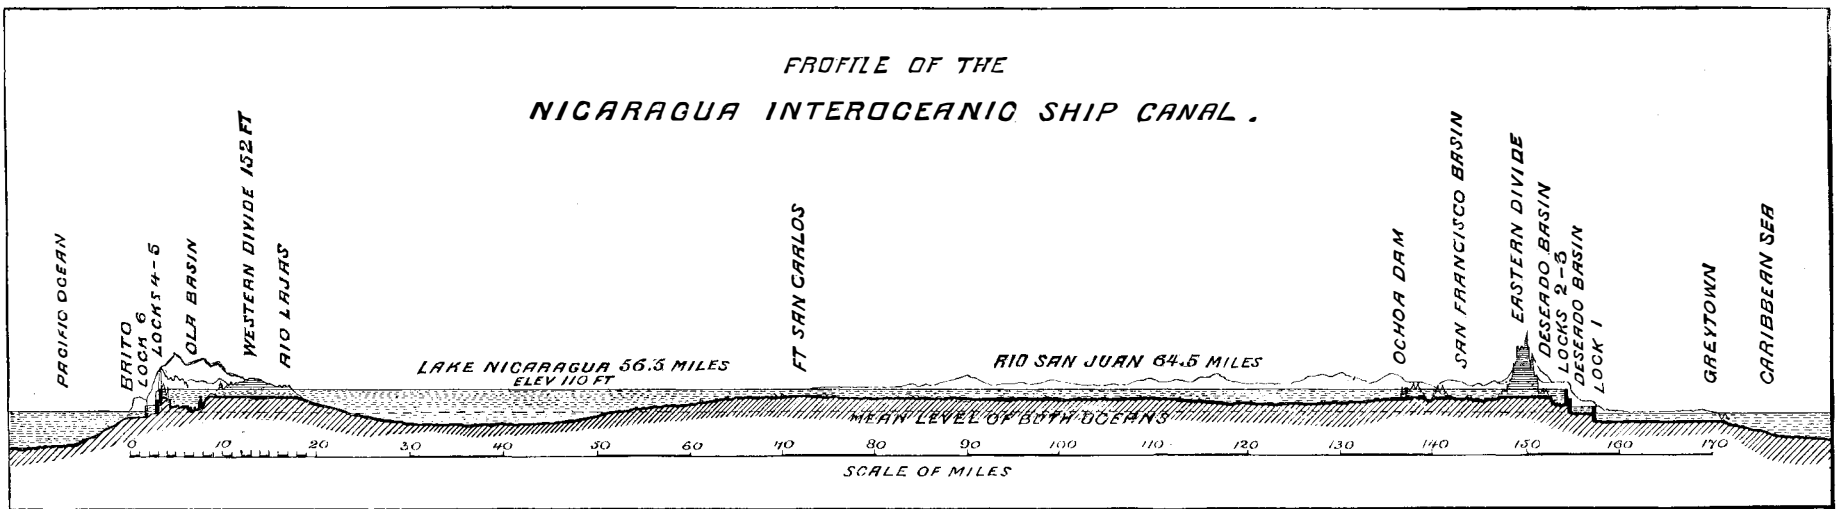 PROFILE OF THE
NICARAGUA INTEROCEANIC SHIP CANAL.
PACIFIC OCEAN
BRITO
LOCK 6
LOCKS 4-5
OLA BASIN
WESTERN DIVIDE 152 FT
RIO LAJAS
LAKE NICARAGUA 56.5 MILES
ELEV 110 FT
FT SAN CARLOS
RIO SAN JUAN 64.5 MILES
OCHOA DAM
SAN FRANCISCO BASIN
EASTERN DIVIDE
DESEADO BASIN
LOCKS 2-3
DESEADO BASIN
LOCK 1
GREYTOWN
CARIBBEAN SEA
MEAN LEVEL OF BOTH OCEANS
0 10 20 30 40 50 60 70 80 90 100 110 120 130 140 150 160 170
SCALE OF MILES